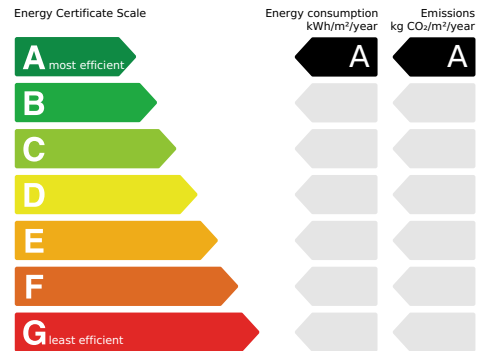 Energy Certificate Scale
Energy consumption
kWh/m²/year
Emissions
kg CO₂/m²/year
A most efficient
A
A
B
C
D
E
F
G least efficient